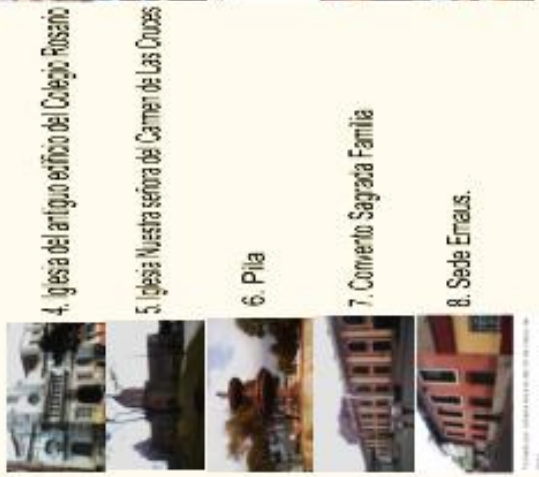 4. Iglesia del antiguo edificio del Colegio Rosario
5. Iglesia Nuestra señora del Carmen de Las Cruces
6. Pila
7. Convento Sagrada Familia
8. Sede Emaus.